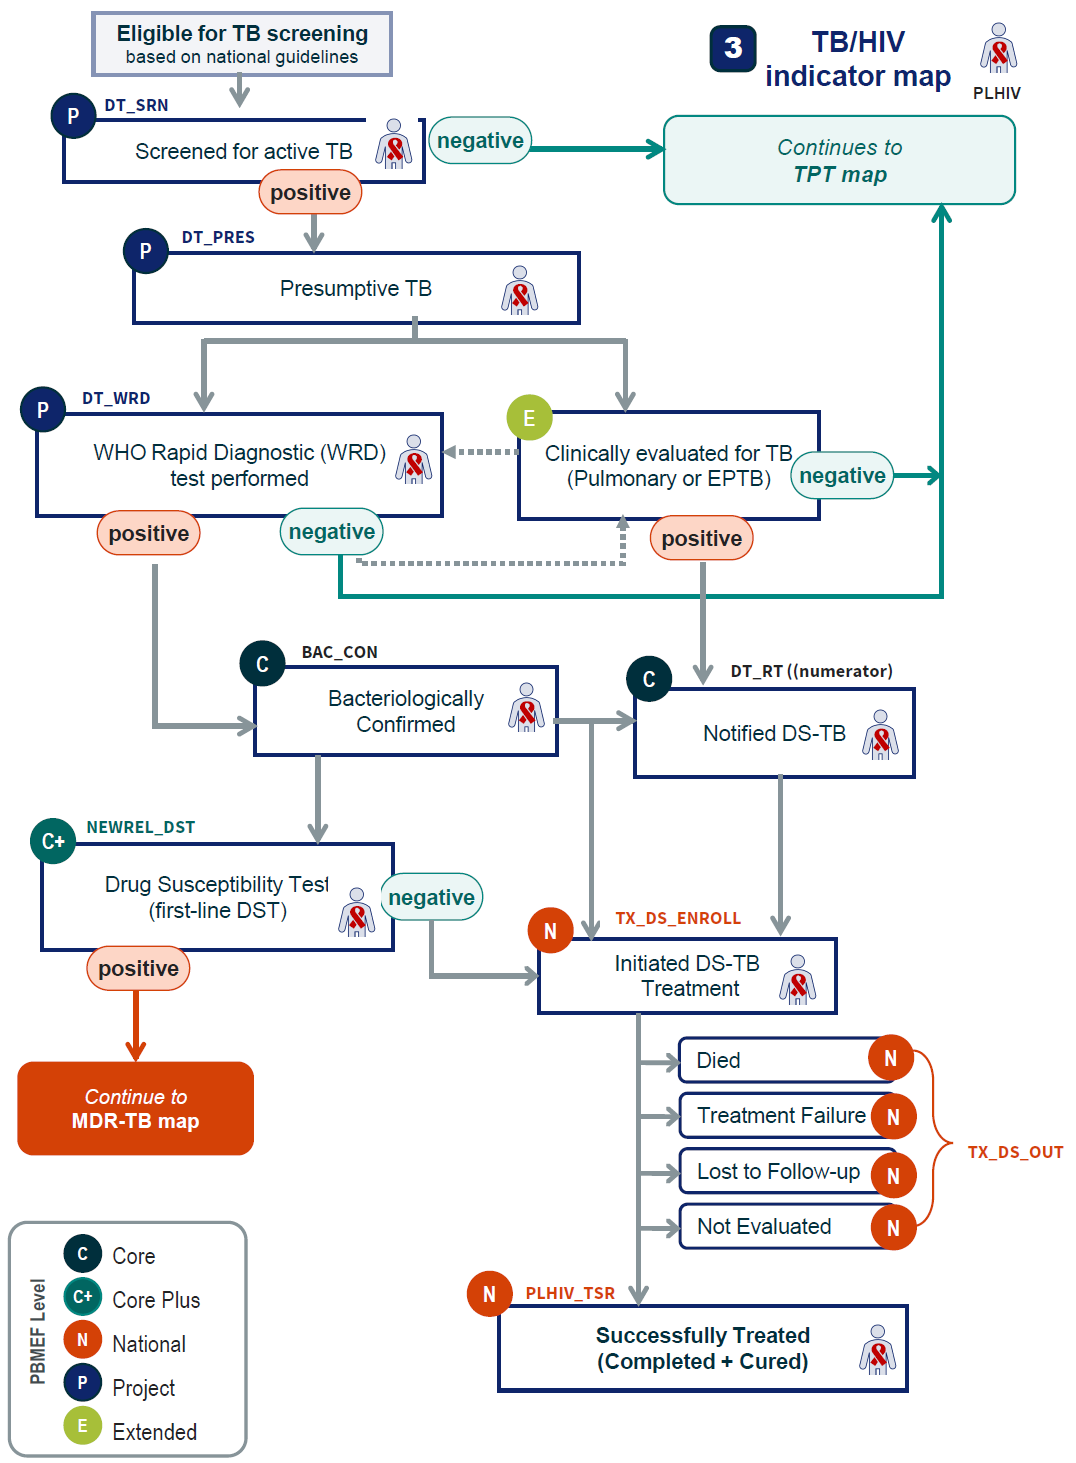 Eligible for TB screening
based on national guidelines
3
TB/HIV
indicator map
PLHIV
P
DT_SRN
Screened for active TB
negative
positive
Continues to
TPT map
P
DT_PRES
Presumptive TB
P
DT_WRD
WHO Rapid Diagnostic (WRD)
test performed
positive
negative
E
Clinically evaluated for TB
(Pulmonary or EPTB)
negative
positive
C
BAC_CON
Bacteriologically
Confirmed
C
DT_RT ((numerator)
Notified DS-TB
C+
NEWREL_DST
Drug Susceptibility Test
(first-line DST)
negative
positive
N
TX_DS_ENROLL
Initiated DS-TB
Treatment
Continue to
MDR-TB map
Died
N
Treatment Failure
N
Lost to Follow-up
N
Not Evaluated
N
TX_DS_OUT
N
PLHIV_TSR
Successfully Treated
(Completed + Cured)
PBMEF Level
C Core
C+ Core Plus
N National
P Project
E Extended